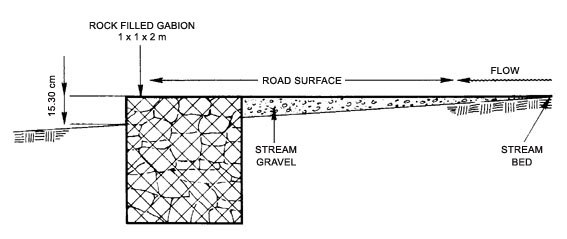 ROCK FILLED GABION
1 x 1 x 2 m
15.30 cm
ROAD SURFACE
FLOW
STREAM
GRAVEL
STREAM
BED